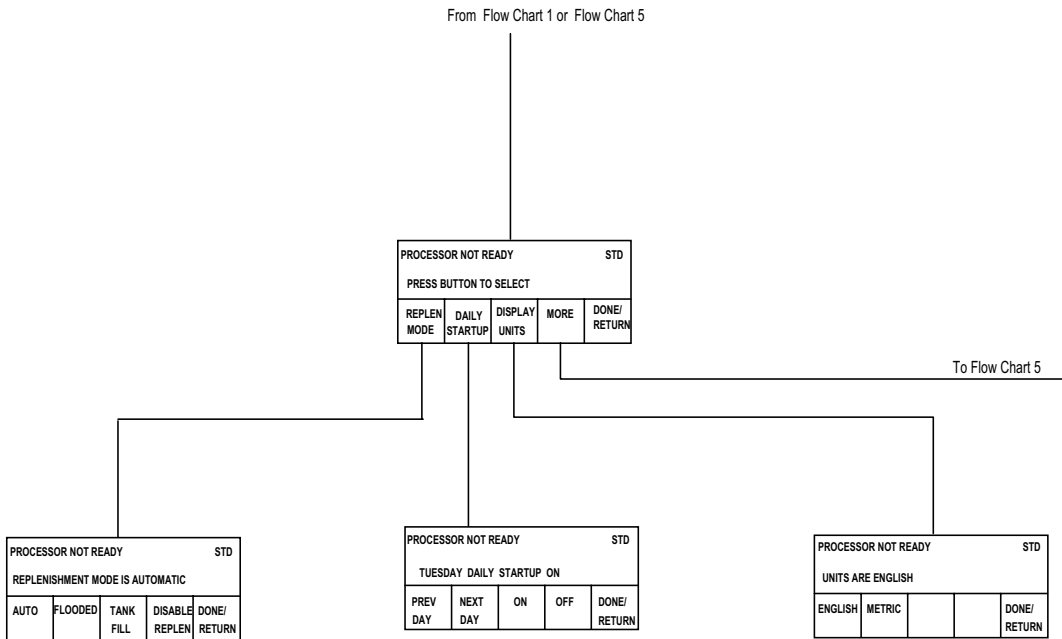 From Flow Chart 1 or Flow Chart 5
PROCESSOR NOT READY STD
PRESS BUTTON TO SELECT
REPLEN MODE
DAILY STARTUP
DISPLAY UNITS
MORE
DONE/ RETURN
To Flow Chart 5
PROCESSOR NOT READY STD
REPLENISHMENT MODE IS AUTOMATIC
AUTO
FLOODED
TANK FILL
DISABLE REPLEN
DONE/ RETURN
PROCESSOR NOT READY STD
TUESDAY DAILY STARTUP ON
PREV DAY
NEXT DAY
ON
OFF
DONE/ RETURN
PROCESSOR NOT READY STD
UNITS ARE ENGLISH
ENGLISH
METRIC
DONE/ RETURN